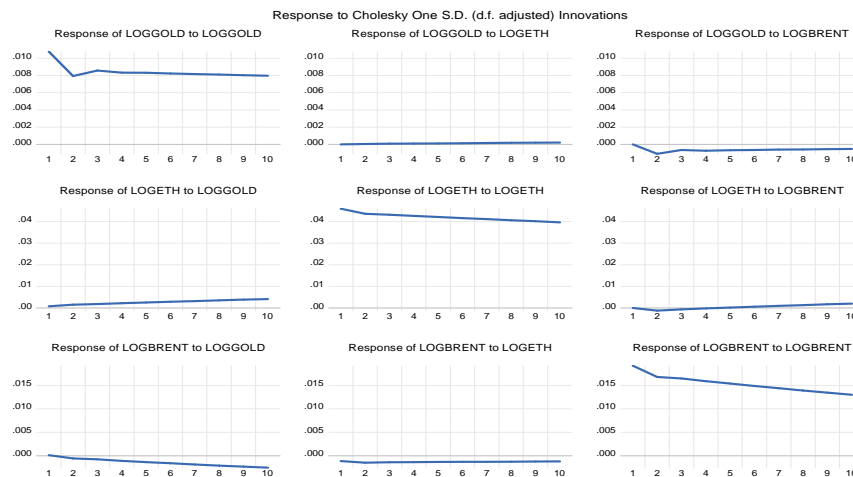 Response to Cholesky One S.D. (d.f. adjusted) Innovations
Response of LOGGOLD to LOGGOLD
.010
.008
.006
.004
.002
.000
1 2 3 4 5 6 7 8 9 10
Response of LOGGOLD to LOGETH
.010
.008
.006
.004
.002
.000
1 2 3 4 5 6 7 8 9 10
Response of LOGGOLD to LOGBRENT
.010
.008
.006
.004
.002
.000
1 2 3 4 5 6 7 8 9 10
Response of LOGETH to LOGGOLD
.04
.03
.02
.01
.00
1 2 3 4 5 6 7 8 9 10
Response of LOGETH to LOGETH
.04
.03
.02
.01
.00
1 2 3 4 5 6 7 8 9 10
Response of LOGETH to LOGBRENT
.04
.03
.02
.01
.00
1 2 3 4 5 6 7 8 9 10
Response of LOGBRENT to LOGGOLD
.015
.010
.005
.000
1 2 3 4 5 6 7 8 9 10
Response of LOGBRENT to LOGETH
.015
.010
.005
.000
1 2 3 4 5 6 7 8 9 10
Response of LOGBRENT to LOGBRENT
.015
.010
.005
.000
1 2 3 4 5 6 7 8 9 10